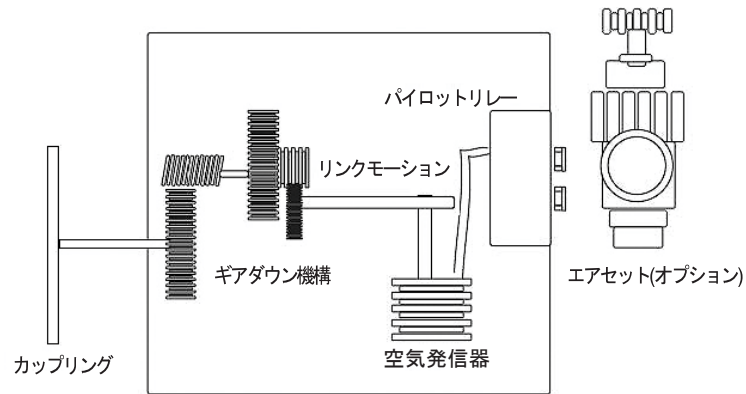 パイロットリレー
リンクモーション
ギアダウン機構
エアセット(オプション)
空気発信器
カップリング